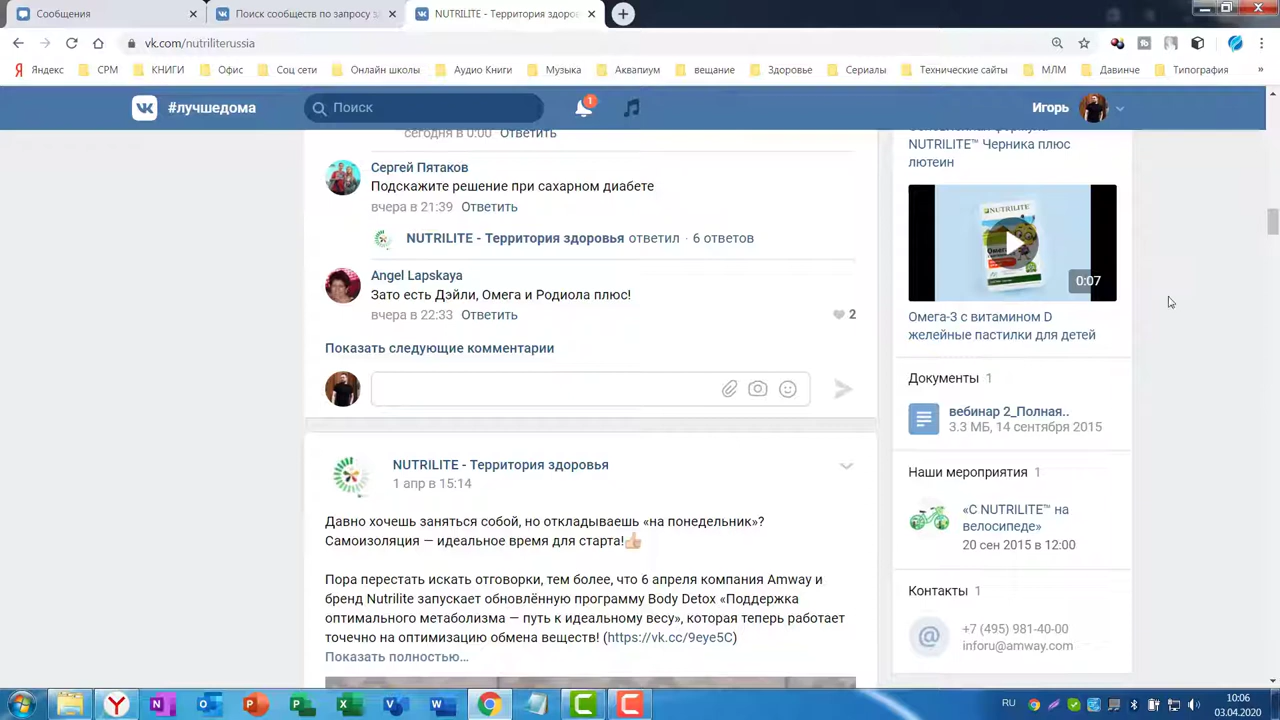 Сообщения
Поиск сообществ по запросу з
NUTRILITE - Территория здоров
vk.com/nutriliterussia
Яндекс
СРМ
КНИГИ
Офис
Соц сети
Онлайн школы
Аудио Книги
Музыка
Акваriум
вещание
Здоровье
Сериалы
Технические сайты
МЛМ
Давинче
Типография
»
#лучшедома
Поиск
1
Игорь
сегодня в 0:00 Ответить
Сергей Пятаков
Подскажите решение при сахарном диабете
вчера в 21:39 Ответить
NUTRILITE - Территория здоровья ответил · 6 ответов
Angel Lapskaya
Зато есть Дэйли, Омега и Родиола плюс!
вчера в 22:33 Ответить
2
Показать следующие комментарии
NUTRILITE - Территория здоровья
1 апр в 15:14
Давно хочешь заняться собой, но откладываешь «на понедельник»?
Самоизоляция — идеальное время для старта!👍🏼
Пора перестать искать отговорки, тем более, что 6 апреля компания Amway и
бренд Nutrilite запускает обновлённую программу Body Detox «Поддержка
оптимального метаболизма — путь к идеальному весу», которая теперь работает
точечно на оптимизацию обмена веществ! (https://vk.cc/9eye5C)
Показать полностью...
Обновленная формула
NUTRILITE™ Черника плюс
лютеин
NUTRILITE
Омега
0:07
Омега-3 с витамином D
желейные пастилки для детей
Документы 1
вебинар 2_Полная..
3.3 МБ, 14 сентября 2015
Наши мероприятия 1
«С NUTRILITE™ на
велосипеде»
20 сен 2015 в 12:00
Контакты 1
+7 (495) 981-40-00
inforu@amway.com
RU
10:06
03.04.2020